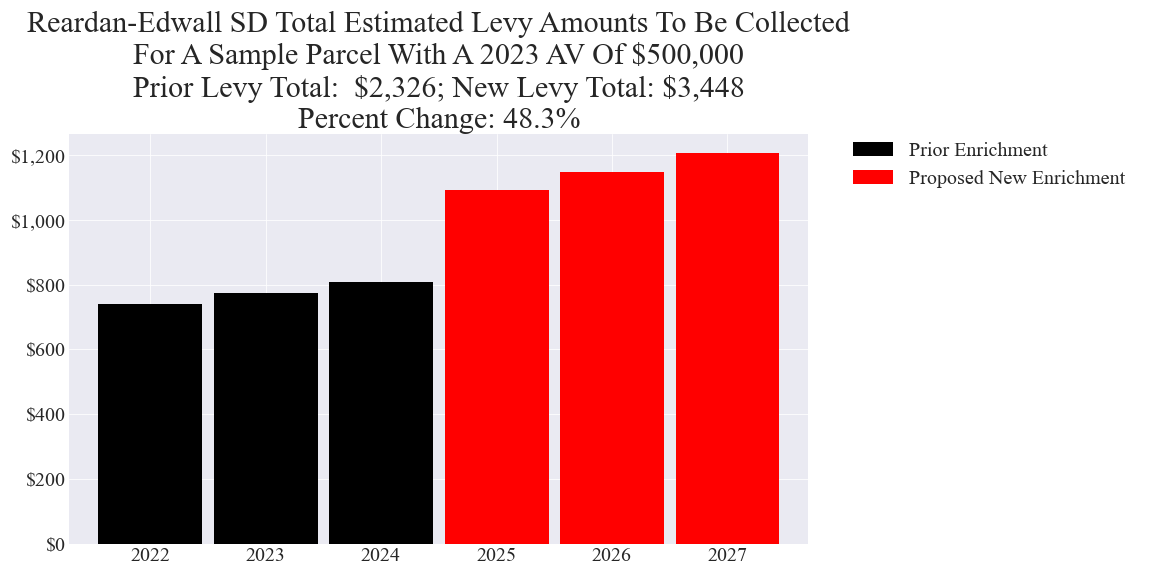 Reardan-Edwall SD Total Estimated Levy Amounts To Be Collected
For A Sample Parcel With A 2023 AV Of $500,000
Prior Levy Total:  $2,326; New Levy Total: $3,448
Percent Change: 48.3%
$1,200
$1,000
$800
$600
$400
$200
$0
2022 2023 2024 2025 2026 2027
Prior Enrichment
Proposed New Enrichment